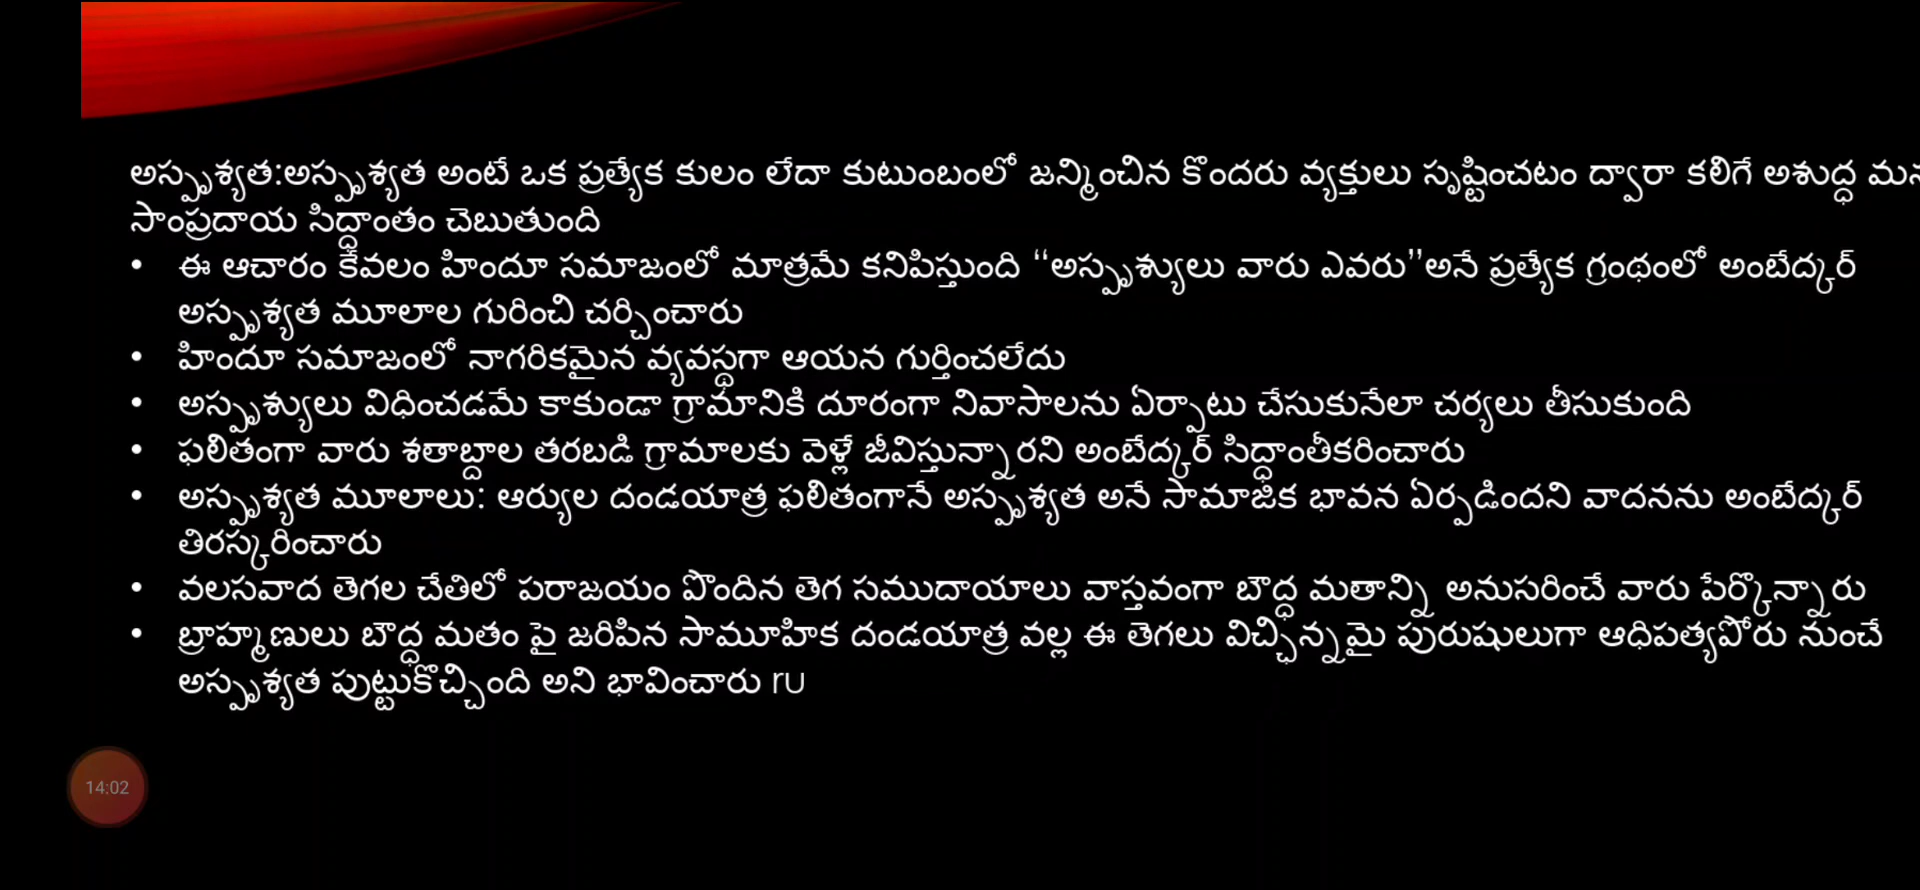 అస్పృశ్యత:అస్పృశ్యత అంటే ఒక ప్రత్యేక కులం లేదా కుటుంబంలో జన్మించిన కొందరు వ్యక్తులు సృష్టించటం ద్వారా కలిగే అశుద్ధ
సాంప్రదాయ సిద్ధాంతం చెబుతుంది
• ఈ ఆచారం కేవలం హిందూ సమాజంలో మాత్రమే కనిపిస్తుంది “అస్పృశ్యులు వారు ఎవరు”అనే ప్రత్యేక గ్రంథంలో అంబేద్కర్
అస్పృశ్యత మూలాల గురించి చర్చించారు
• హిందూ సమాజంలో నాగరికమైన వ్యవస్థగా ఆయన గుర్తించలేదు
• అస్పృశ్యులు విధించడమే కాకుండా గ్రామానికి దూరంగా నివాసాలను ఏర్పాటు చేసుకునేలా చర్యలు తీసుకుంది
• ఫలితంగా వారు శతాబ్దాల తరబడి గ్రామాలకు వెళ్లే జీవిస్తున్నారని అంబేద్కర్ సిద్ధాంతీకరించారు
• అస్పృశ్యత మూలాలు: ఆర్యుల దండయాత్ర ఫలితంగానే అస్పృశ్యత అనే సామాజిక భావన ఏర్పడిందని వాదనను అంబేద్కర్
తిరస్కరించారు
• వలసవాద తెగల చేతిలో పరాజయం పొందిన తెగ సముదాయాలు వాస్తవంగా బౌద్ధ మతాన్ని అనుసరించే వారు పేర్కొన్నారు
• బ్రాహ్మణులు బౌద్ధ మతం పై జరిపిన సామూహిక దండయాత్ర వల్ల ఈ తెగలు విచ్ఛిన్నమై పురుషులుగా ఆధిపత్యపోరు నుంచే
అస్పృశ్యత పుట్టుకొచ్చింది అని భావించారు ru
14:02